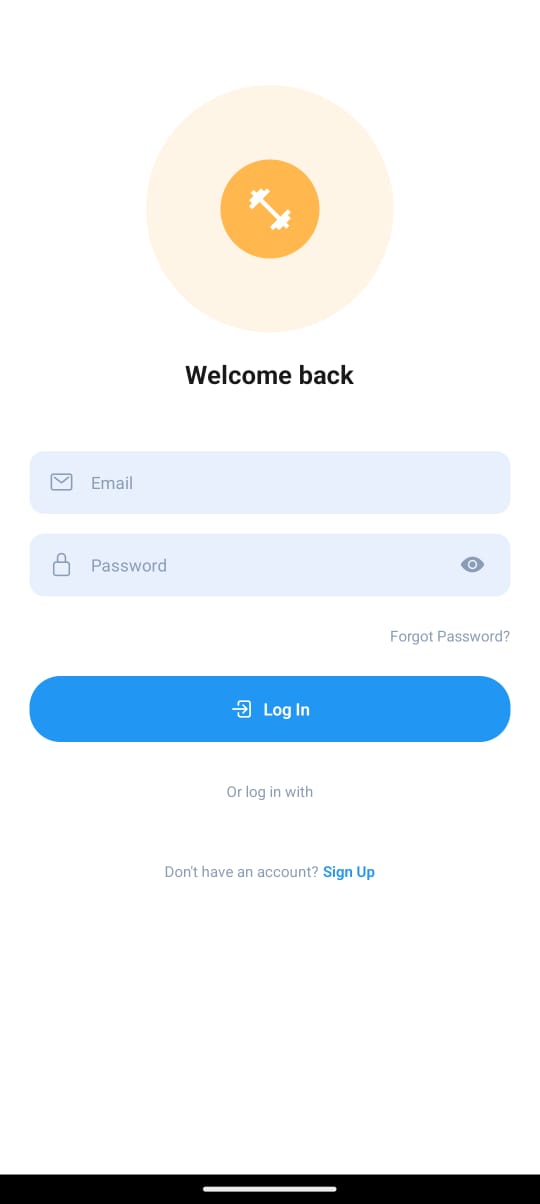 Welcome back
Email
Password
Forgot Password?
Log In
Or log in with
Don't have an account? Sign Up